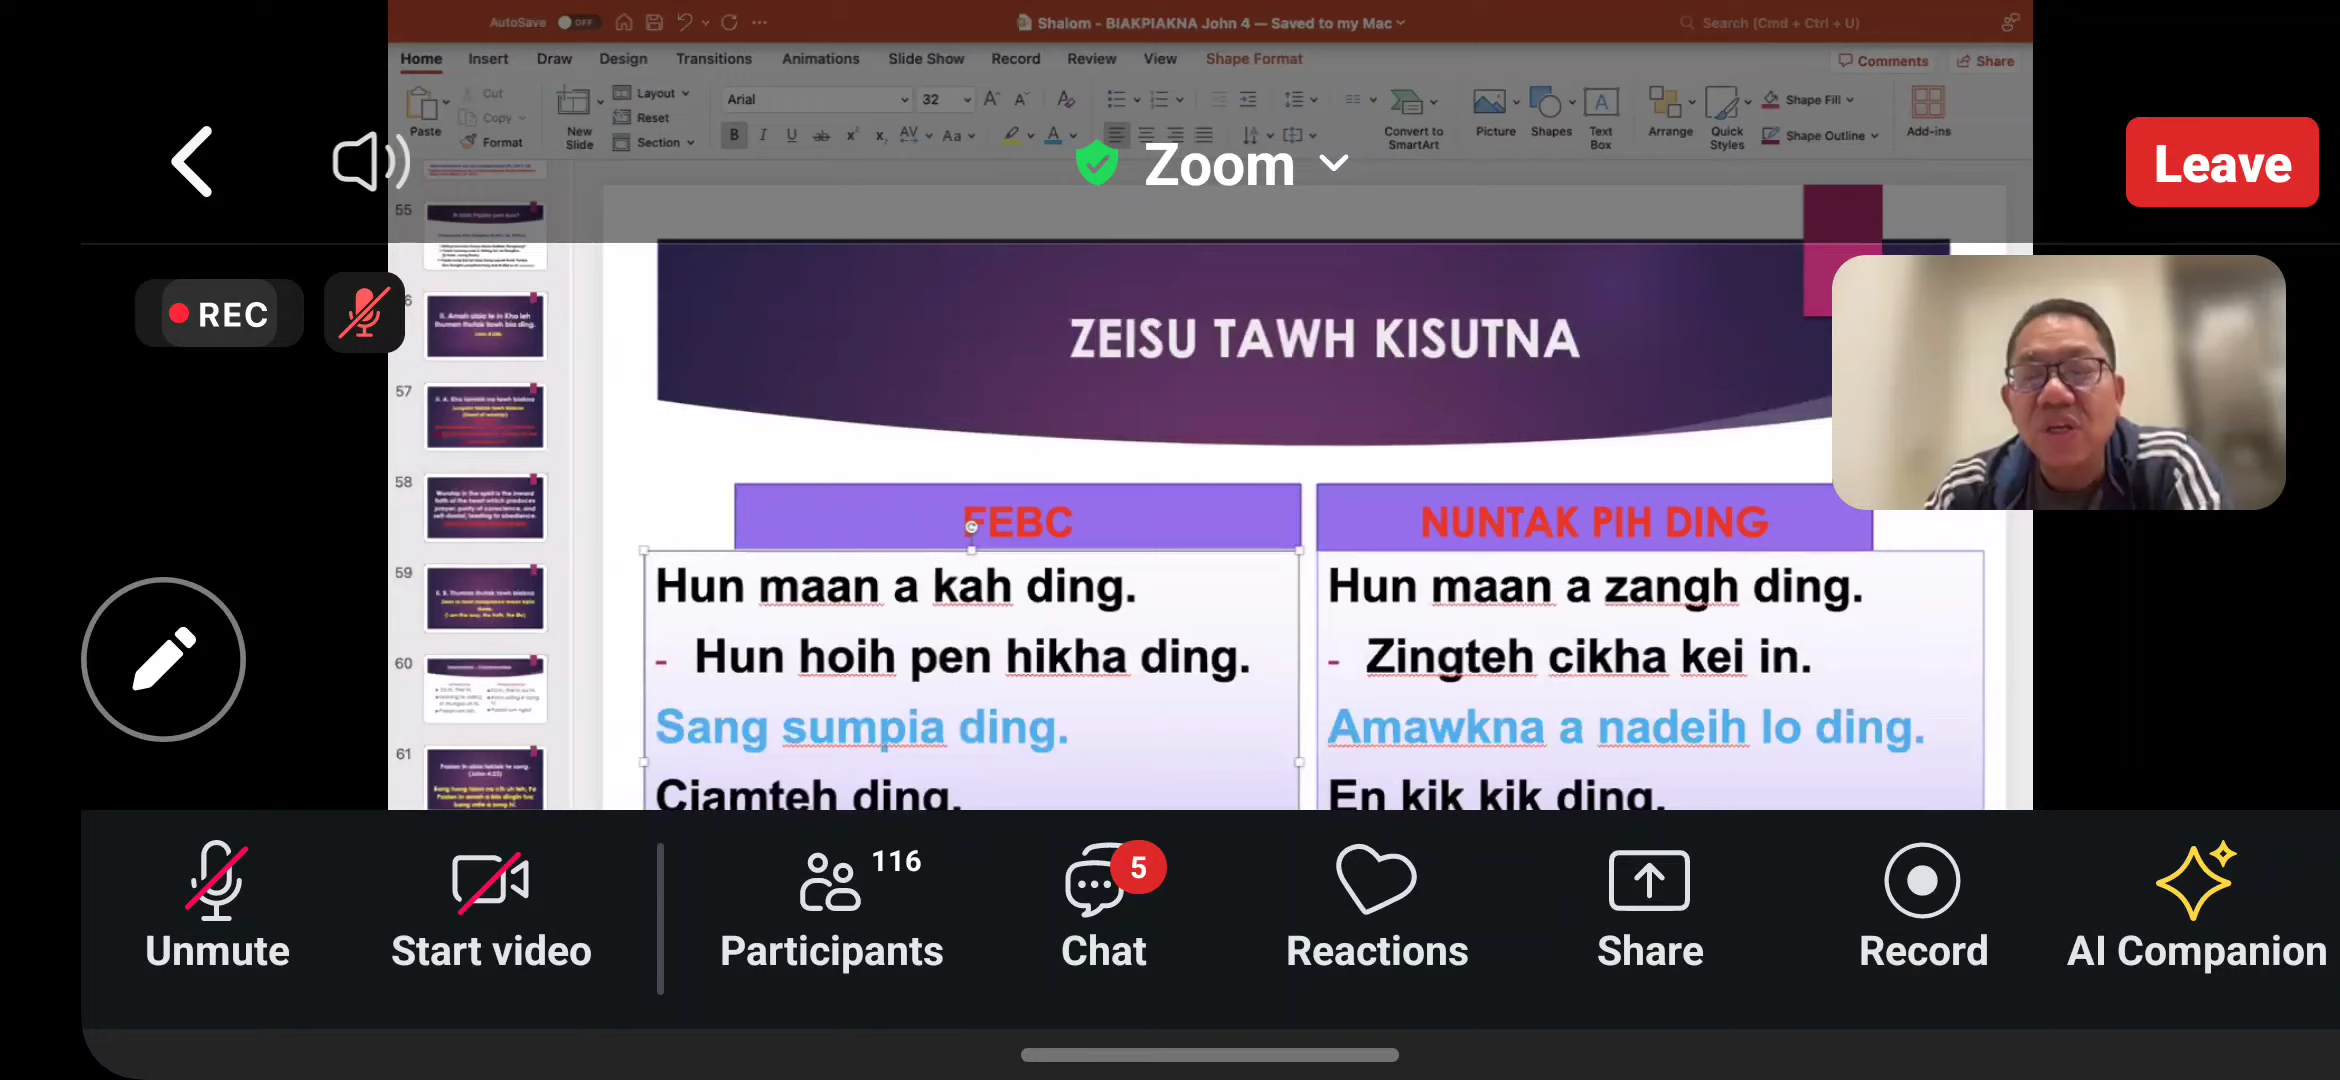 AutoSave OFF
Shalom - BIAKPIAKNA John 4 — Saved to my Mac
Search (Cmd + Ctrl + U)
Home Insert Draw Design Transitions Animations Slide Show Record Review View Shape Format
Comments Share
Paste
Cut
Copy
Format
New Slide
Layout
Reset
Section
Arial 32
Convert to SmartArt
Picture
Shapes
Text Box
Arrange
Quick Styles
Shape Fill
Shape Outline
Add-ins
Zoom
Leave
REC
55
57
58
59
60
61
ZEISU TAWH KISUTNA
FEBC
Hun maan a kah ding.
- Hun hoih pen hikha ding.
Sang sumpia ding.
Ciamteh ding.
NUNTAK PIH DING
Hun maan a zangh ding.
- Zingteh cikha kei in.
Amawkna a nadeih lo ding.
En kik kik ding.
Unmute
Start video
Participants 116
Chat 5
Reactions
Share
Record
AI Companion